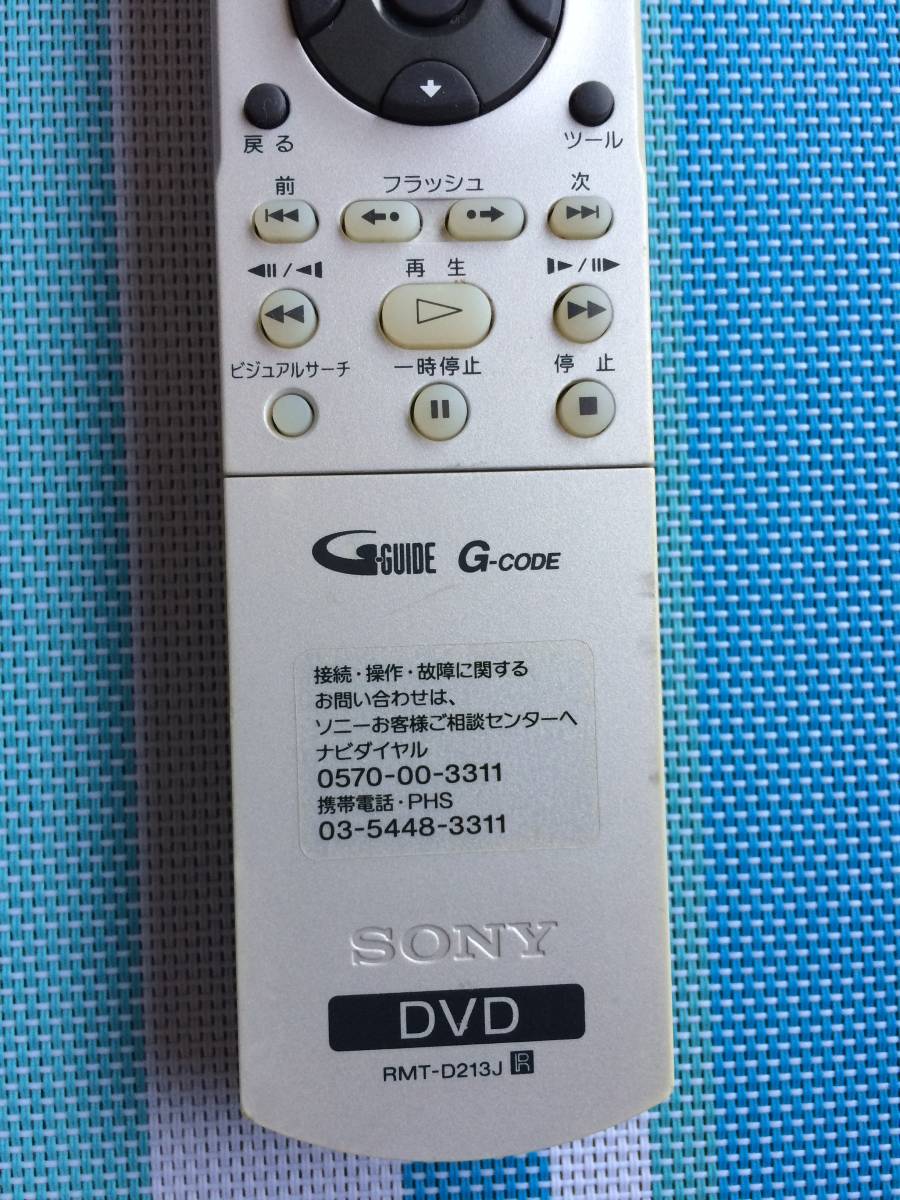 戻る
ツール
前
フラッシュ
次
再生
ビジュアルサーチ
一時停止
停止
G-GUIDE G-CODE
接続・操作・故障に関する
お問い合わせは、
ソニーお客様ご相談センターへ
ナビダイヤル
0570-00-3311
携帯電話・PHS
03-5448-3311
SONY
DVD
RMT-D213J R